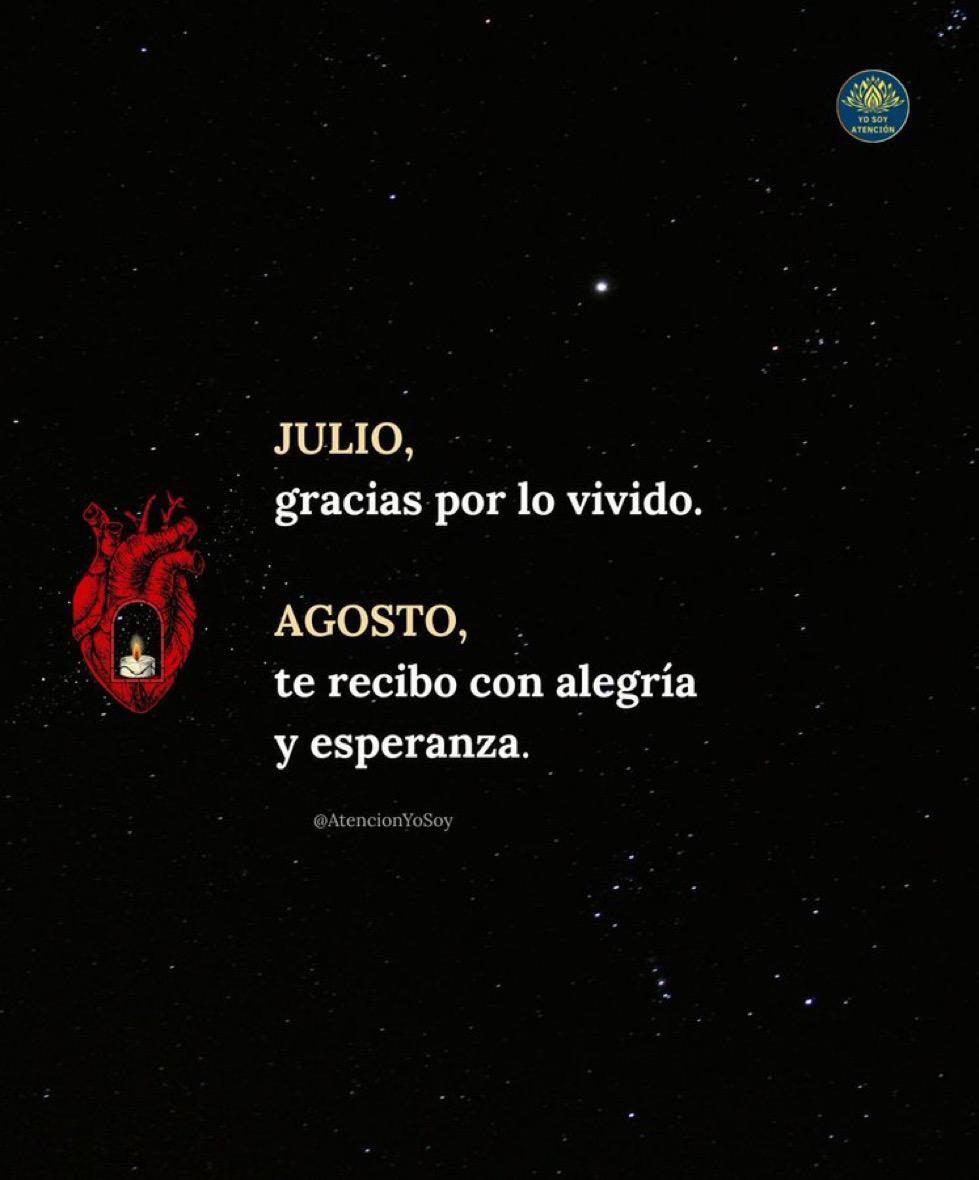 YO SOY
ATENCIÓN
JULIO,
gracias por lo vivido.
AGOSTO,
te recibo con alegría
y esperanza.
@AtencionYoSoy